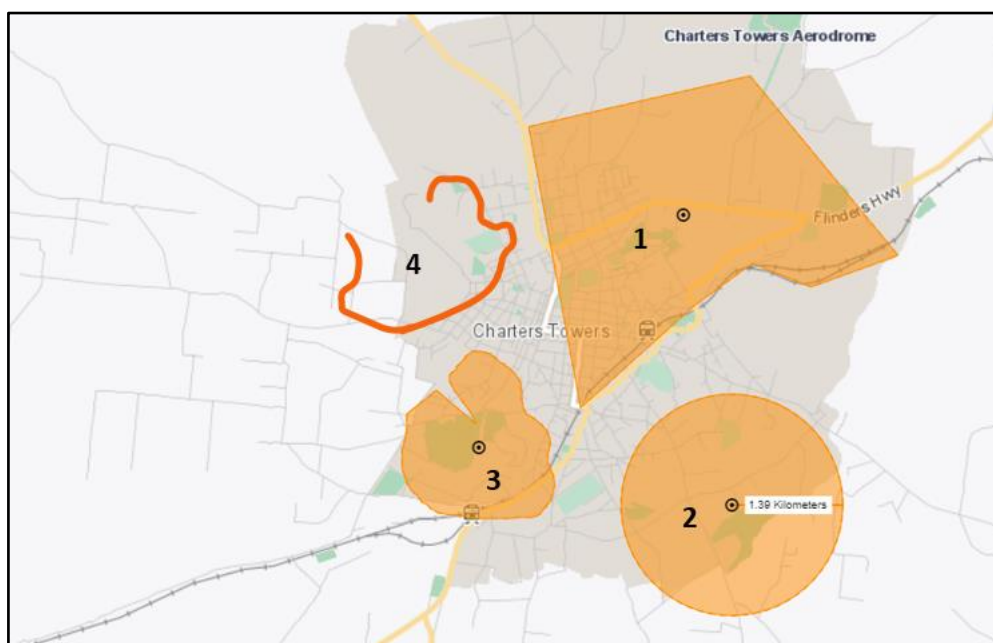 Charters Towers Aerodrome
Flinders Hwy
1
4
Charters Towers
3
2
1.39 Kilometers